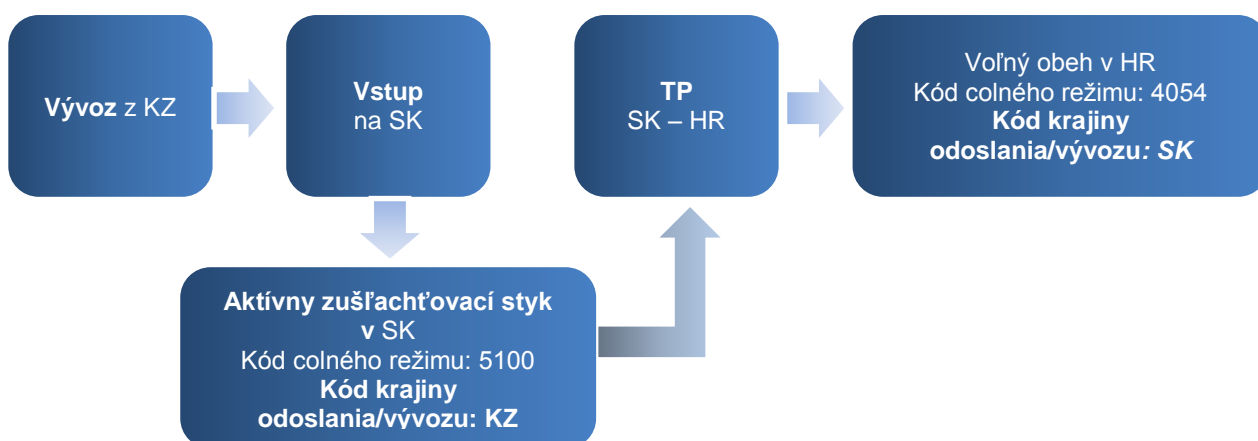 Vývoz z KZ
Vstup
na SK
Aktívny zušľachťovací styk
v SK
Kód colného režimu: 5100
Kód krajiny
odoslania/vývozu: KZ
TP
SK – HR
Voľný obeh v HR
Kód colného režimu: 4054
Kód krajiny
odoslania/vývozu: SK